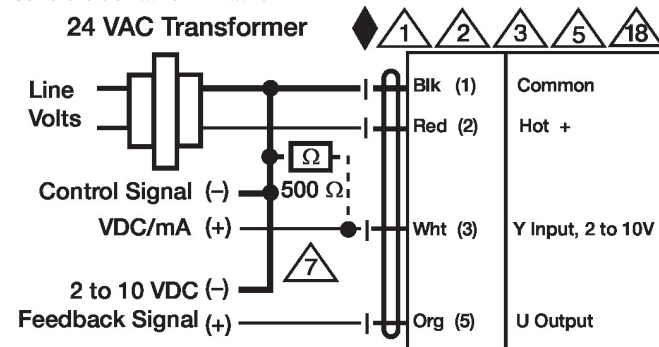 24 VAC Transformer
1 2 3 5 18
Line Volts
Blk (1) Common
Red (2) Hot +
Ω
500 Ω
Control Signal (−)
VDC/mA (+)
Wht (3) Y Input, 2 to 10V
7
2 to 10 VDC (−)
Feedback Signal (+)
Org (5) U Output